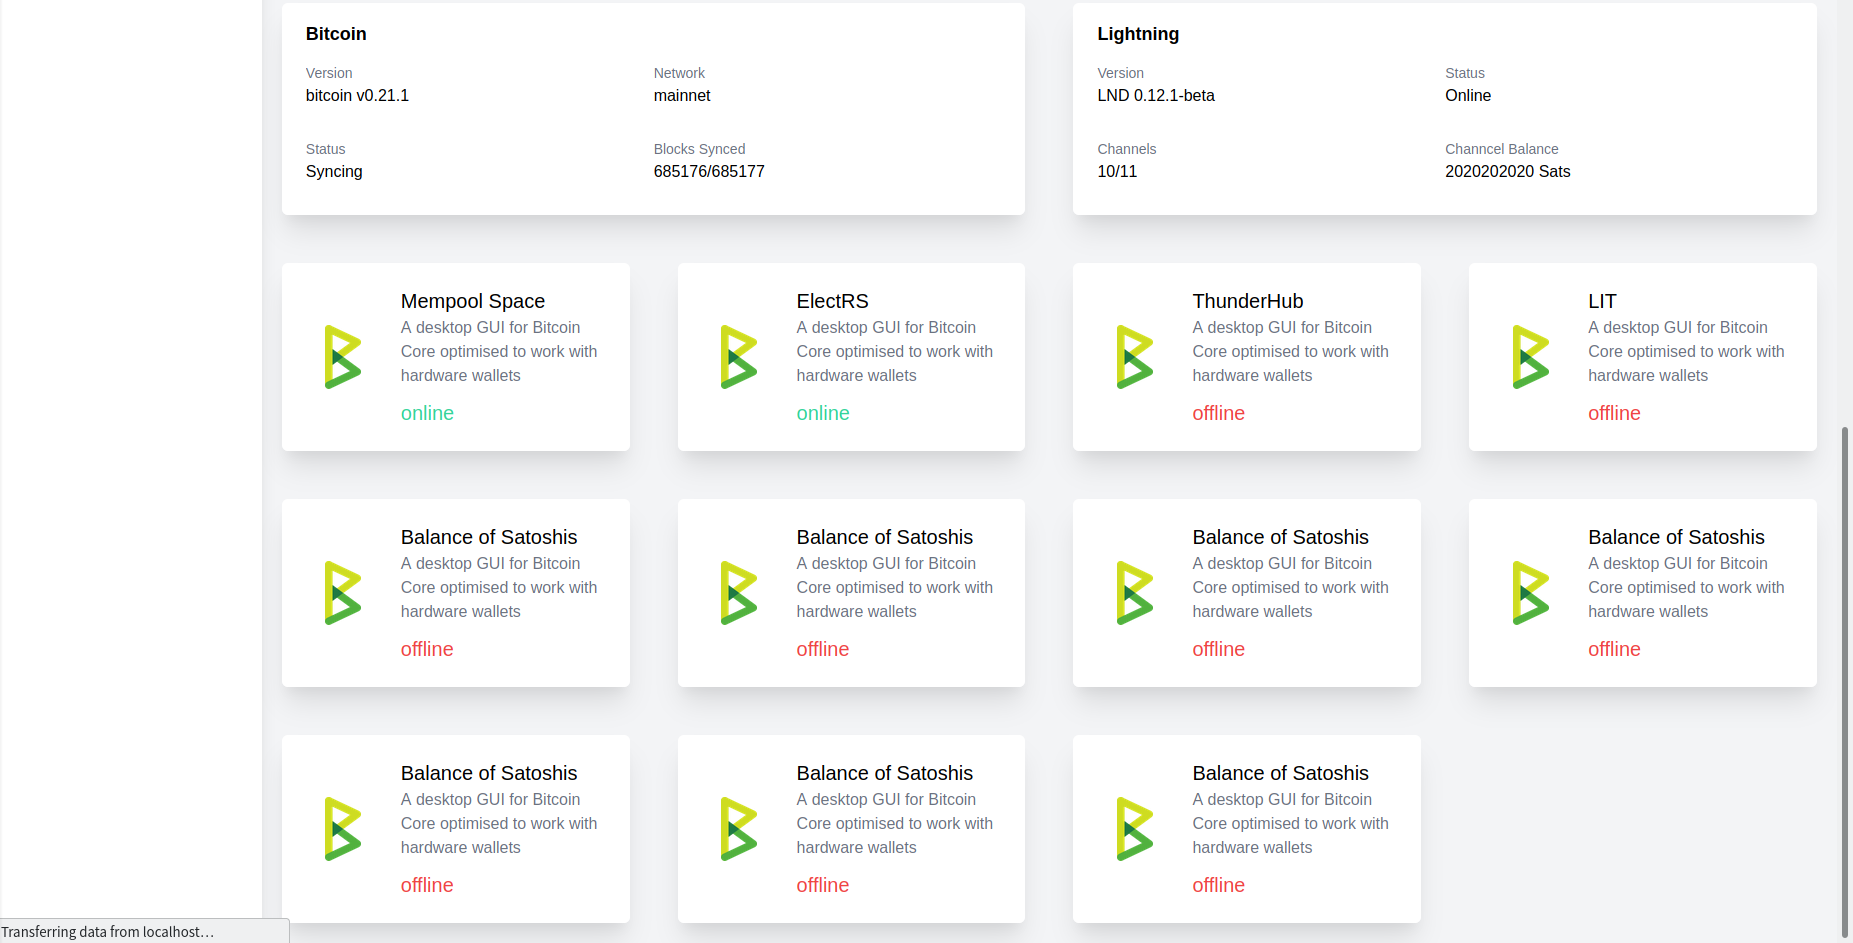 Bitcoin
Version
bitcoin v0.21.1
Network
mainnet
Status
Syncing
Blocks Synced
685176/685177
Lightning
Version
LND 0.12.1-beta
Status
Online
Channels
10/11
Channcel Balance
2020202020 Sats
Mempool Space
A desktop GUI for Bitcoin
Core optimised to work with
hardware wallets
online
ElectRS
A desktop GUI for Bitcoin
Core optimised to work with
hardware wallets
online
ThunderHub
A desktop GUI for Bitcoin
Core optimised to work with
hardware wallets
offline
LIT
A desktop GUI for Bitcoin
Core optimised to work with
hardware wallets
offline
Balance of Satoshis
A desktop GUI for Bitcoin
Core optimised to work with
hardware wallets
offline
Balance of Satoshis
A desktop GUI for Bitcoin
Core optimised to work with
hardware wallets
offline
Balance of Satoshis
A desktop GUI for Bitcoin
Core optimised to work with
hardware wallets
offline
Balance of Satoshis
A desktop GUI for Bitcoin
Core optimised to work with
hardware wallets
offline
Balance of Satoshis
A desktop GUI for Bitcoin
Core optimised to work with
hardware wallets
offline
Balance of Satoshis
A desktop GUI for Bitcoin
Core optimised to work with
hardware wallets
offline
Balance of Satoshis
A desktop GUI for Bitcoin
Core optimised to work with
hardware wallets
offline
Transferring data from localhost…